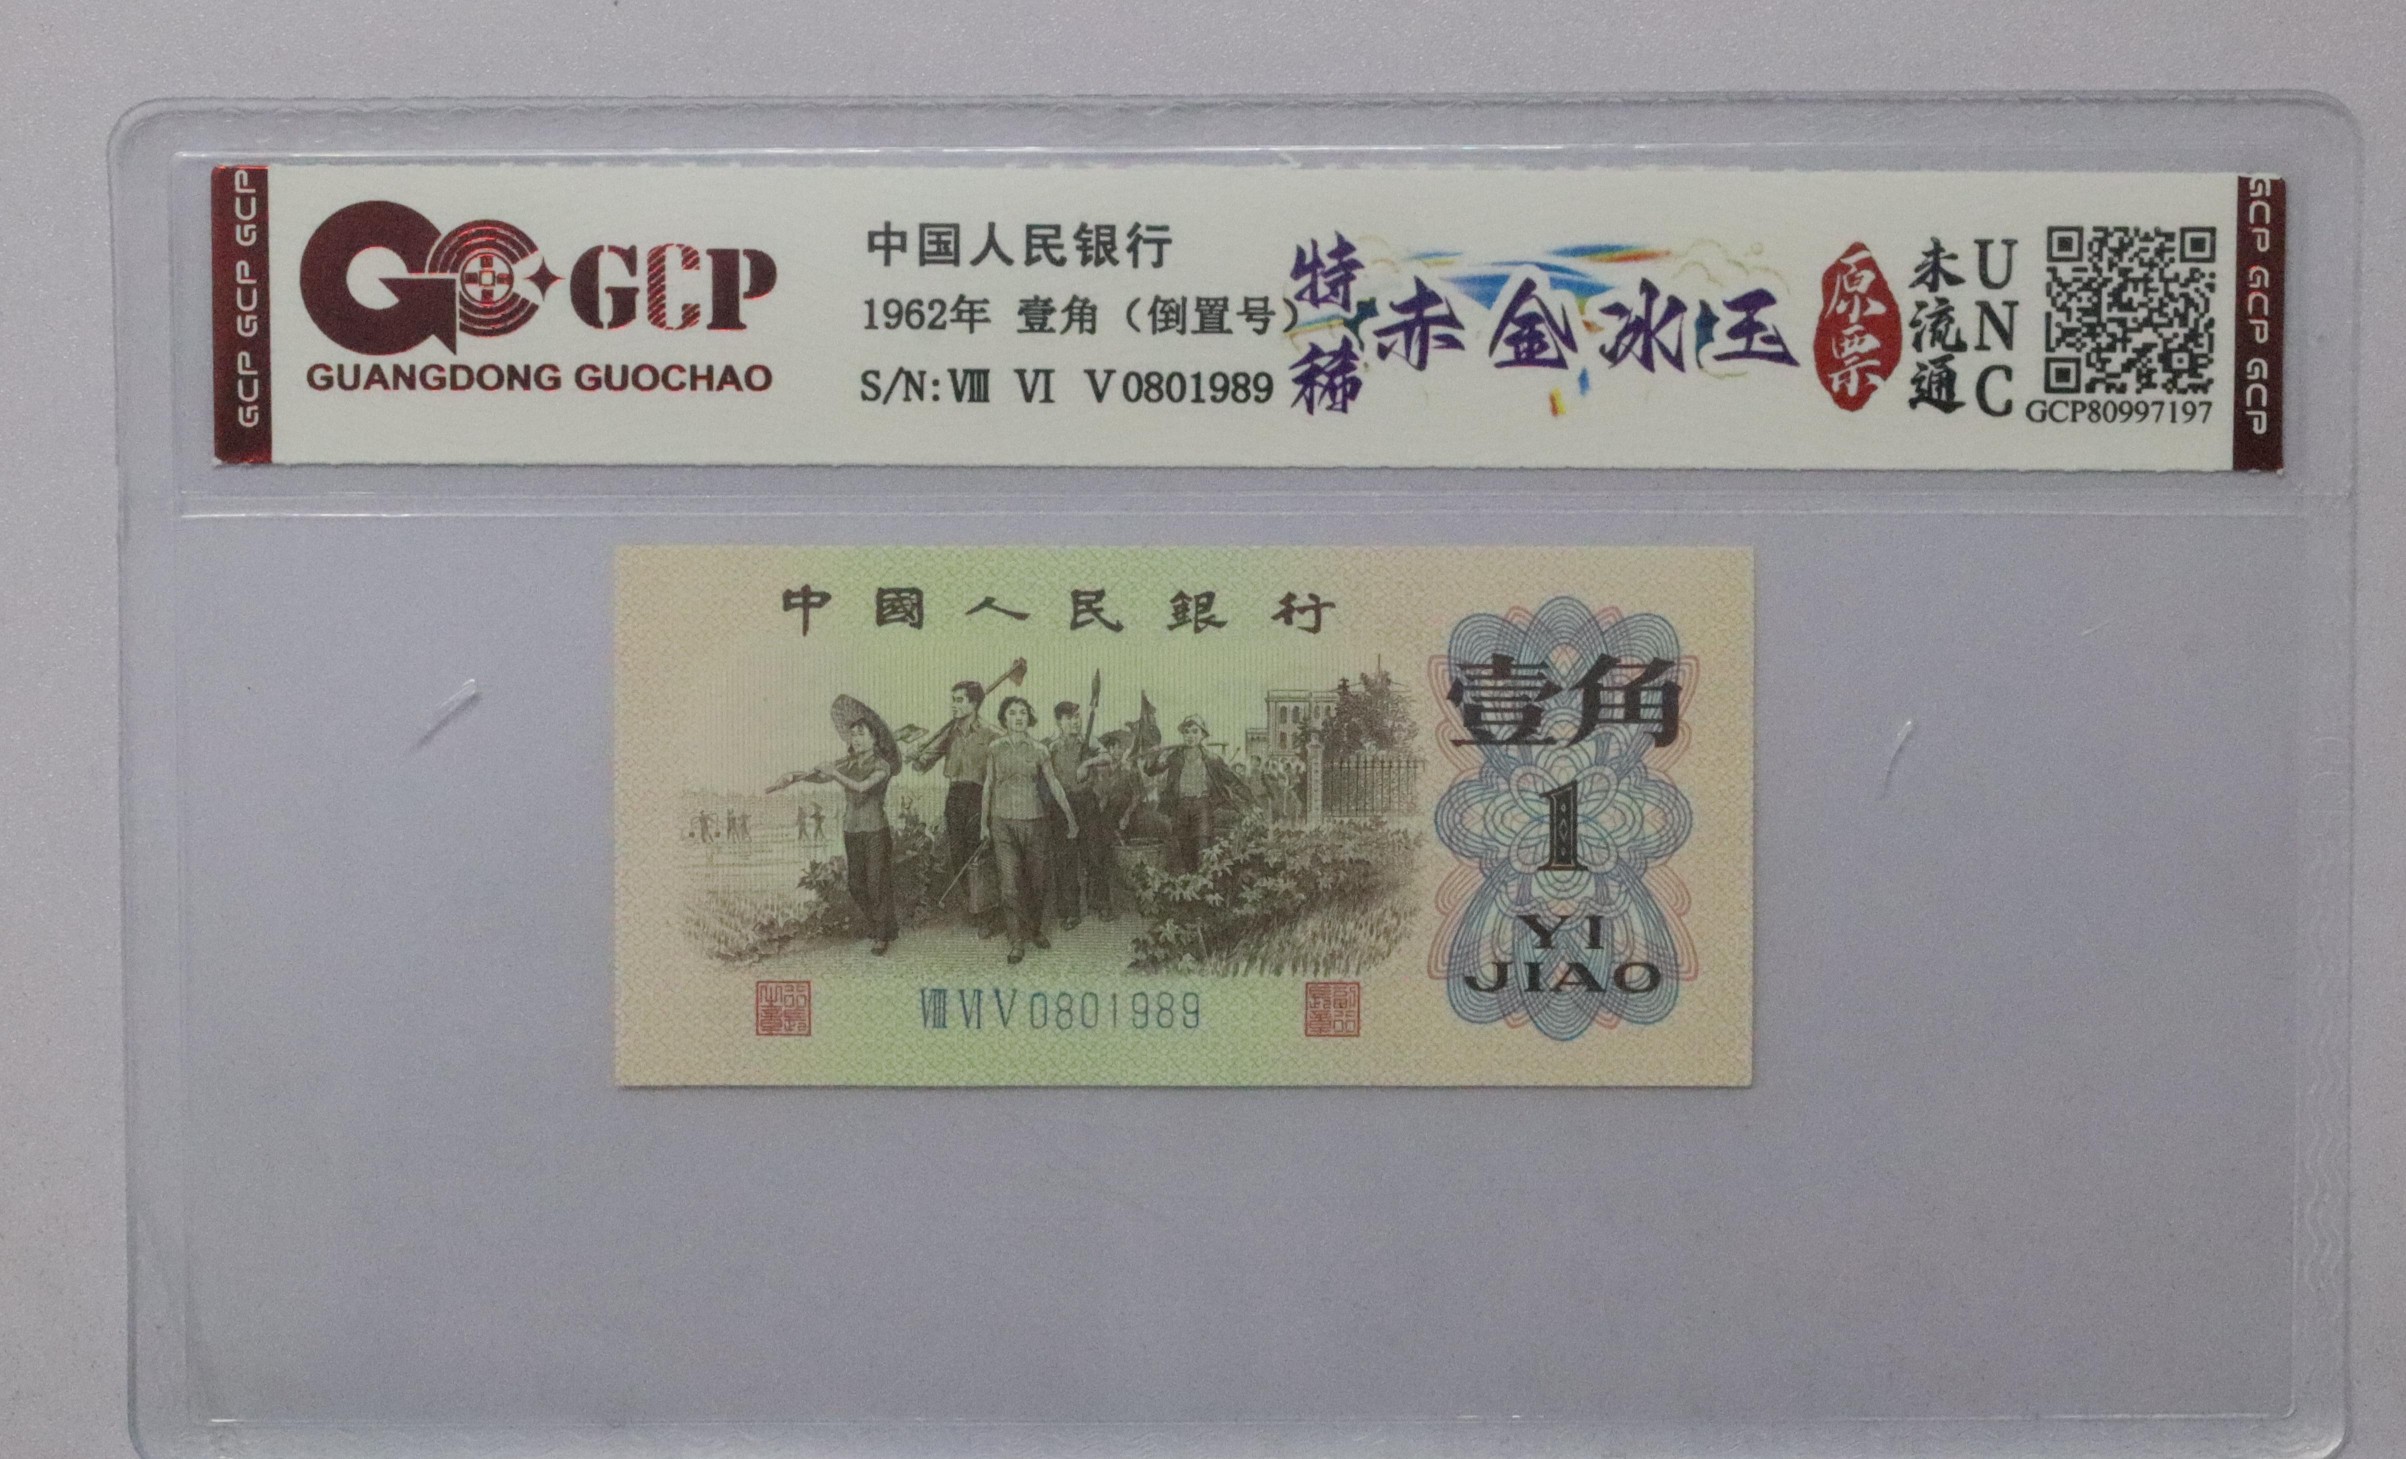 GCP GCP GCP
GCP
GUANGDONG GUOCHAO
中国人民银行
1962年 壹角（倒置号）
S/N:Ⅷ Ⅵ Ⅴ0801989
特稀
赤金冰玉
原票
未流通
UNC
GCP80997197
GCP GCP GCP
中國人民銀行
壹角
1
YI
JIAO
ⅧⅥⅤ0801989